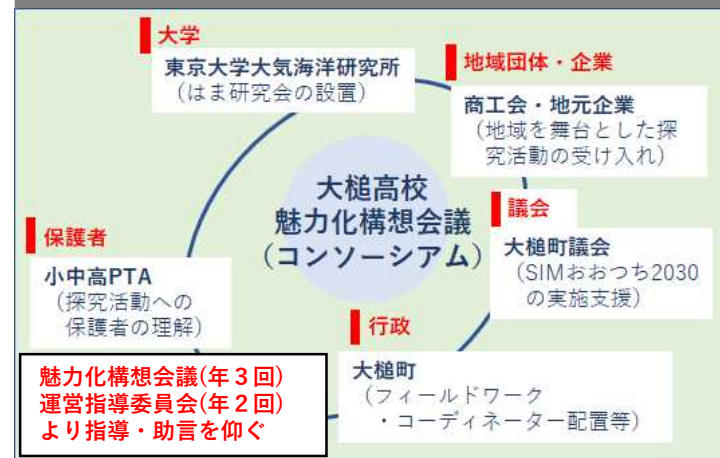 大学
東京大学大気海洋研究所
（はま研究会の設置）
地域団体・企業
商工会・地元企業
（地域を舞台とした探
究活動の受け入れ）
大槌高校
魅力化構想会議
（コンソーシアム）
議会
大槌町議会
（SIMおおつち2030
の実施支援）
保護者
小中高PTA
（探究活動への
保護者の理解）
行政
大槌町
（フィールドワーク
・コーディネーター配置等）
魅力化構想会議(年３回)
運営指導委員会(年２回)
より指導・助言を仰ぐ